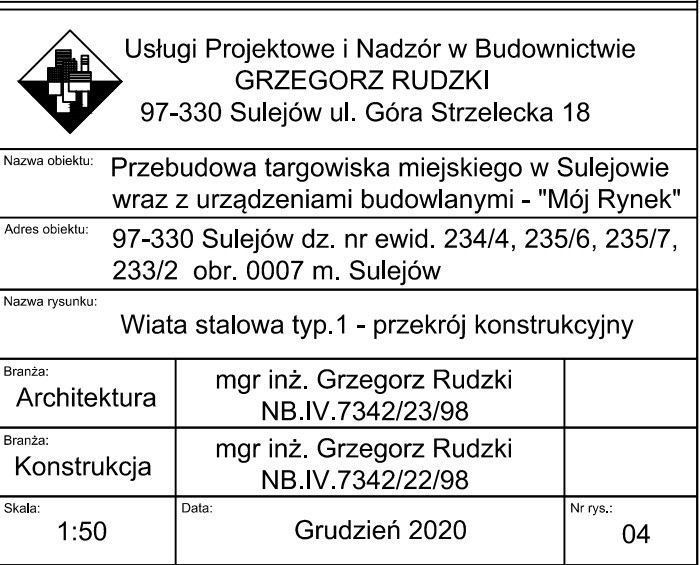 Usługi Projektowe i Nadzór w Budownictwie
GRZEGORZ RUDZKI
97-330 Sulejów ul. Góra Strzelecka 18
Nazwa obiektu: Przebudowa targowiska miejskiego w Sulejowie
wraz z urządzeniami budowlanymi - "Mój Rynek"
Adres obiektu: 97-330 Sulejów dz. nr ewid. 234/4, 235/6, 235/7,
233/2 obr. 0007 m. Sulejów
Nazwa rysunku:
Wiata stalowa typ.1 - przekrój konstrukcyjny
Branża:
Architektura
mgr inż. Grzegorz Rudzki
NB.IV.7342/23/98
Branża:
Konstrukcja
mgr inż. Grzegorz Rudzki
NB.IV.7342/22/98
Skala:
1:50
Data:
Grudzień 2020
Nr rys.:
04